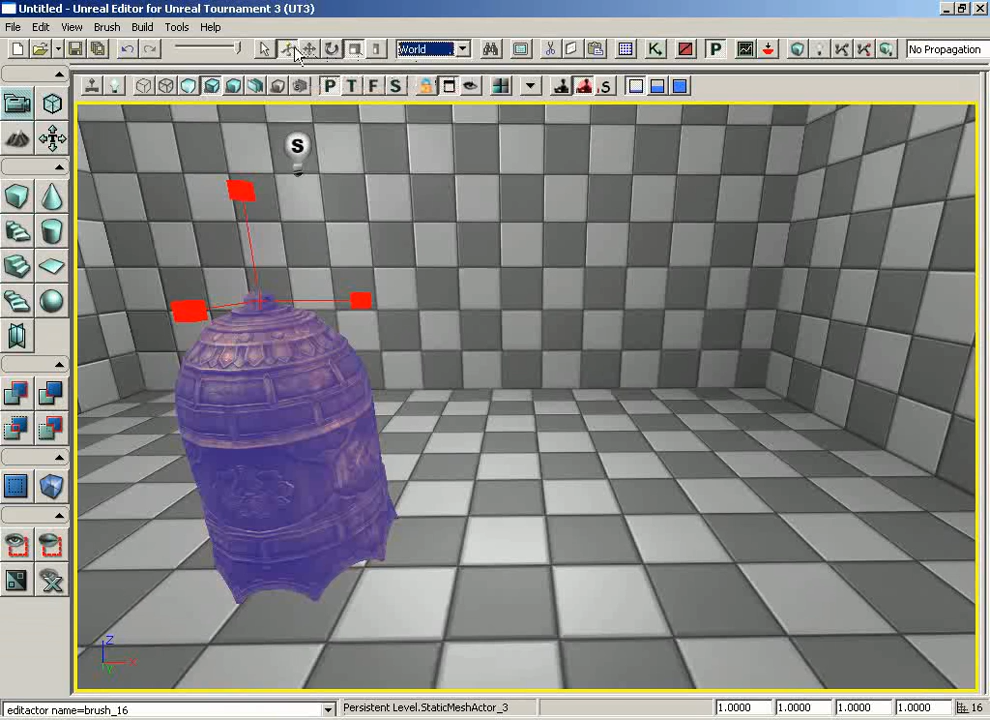 Untitled - Unreal Editor for Unreal Tournament 3 (UT3)
File Edit View Brush Build Tools Help
World
No Propagation
P T F S
S
S
Z
X
Y
editactor name=brush_16
Persistent Level.StaticMeshActor_3
1.0000 1.0000 1.0000 1.0000 16